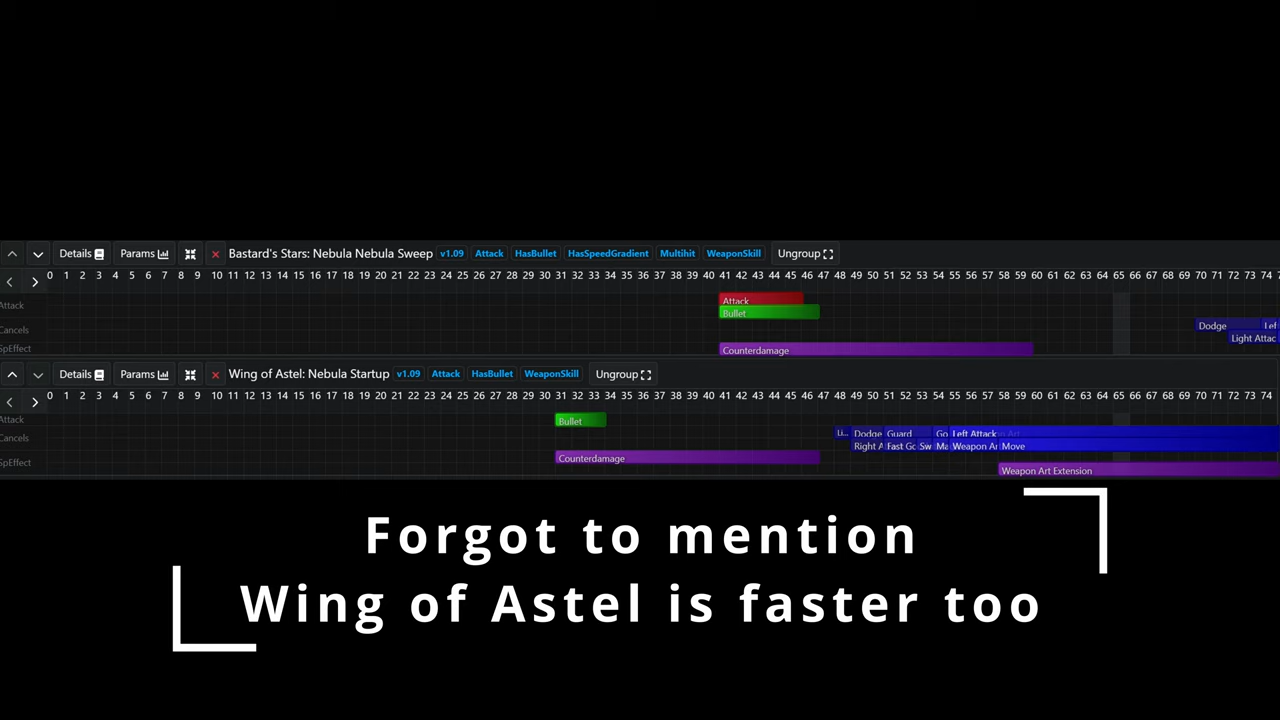 Details Params Bastard's Stars: Nebula Nebula Sweep v1.09 Attack HasBullet HasSpeedGradient Multihit WeaponSkill Ungroup
0 1 2 3 4 5 6 7 8 9 10 11 12 13 14 15 16 17 18 19 20 21 22 23 24 25 26 27 28 29 30 31 32 33 34 35 36 37 38 39 40 41 42 43 44 45 46 47 48 49 50 51 52 53 54 55 56 57 58 59 60 61 62 63 64 65 66 67 68 69 70 71 72 73 74
Attack
Attack
Bullet
Cancels
Dodge Left
Light Attac
SpEffect
Counterdamage
Details Params Wing of Astel: Nebula Startup v1.09 Attack HasBullet WeaponSkill Ungroup
0 1 2 3 4 5 6 7 8 9 10 11 12 13 14 15 16 17 18 19 20 21 22 23 24 25 26 27 28 29 30 31 32 33 34 35 36 37 38 39 40 41 42 43 44 45 46 47 48 49 50 51 52 53 54 55 56 57 58 59 60 61 62 63 64 65 66 67 68 69 70 71 72 73 74
Attack
Bullet
Cancels
Li... Dodge Guard Go Left Attack
Right A Fast Gc Sw Ma Weapon Ar Move
SpEffect
Counterdamage
Weapon Art Extension
Forgot to mention
Wing of Astel is faster too